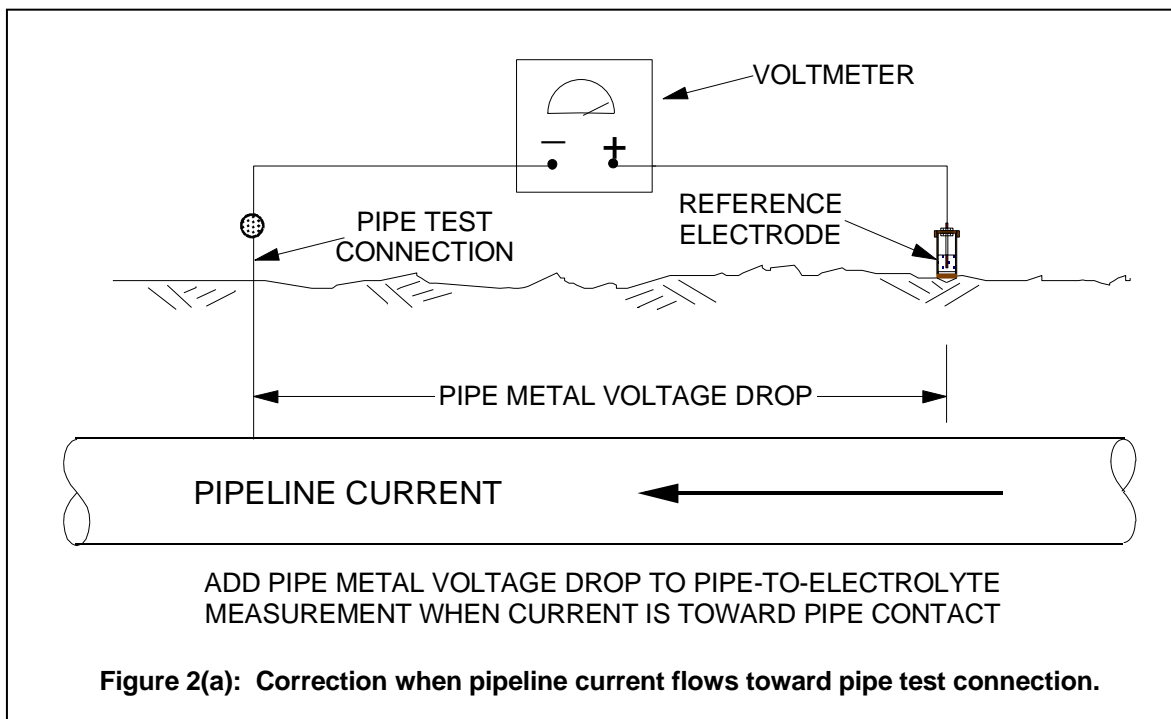 VOLTMETER
− +
PIPE TEST
CONNECTION
REFERENCE
ELECTRODE
PIPE METAL VOLTAGE DROP
PIPELINE CURRENT
ADD PIPE METAL VOLTAGE DROP TO PIPE-TO-ELECTROLYTE
MEASUREMENT WHEN CURRENT IS TOWARD PIPE CONTACT
Figure 2(a): Correction when pipeline current flows toward pipe test connection.